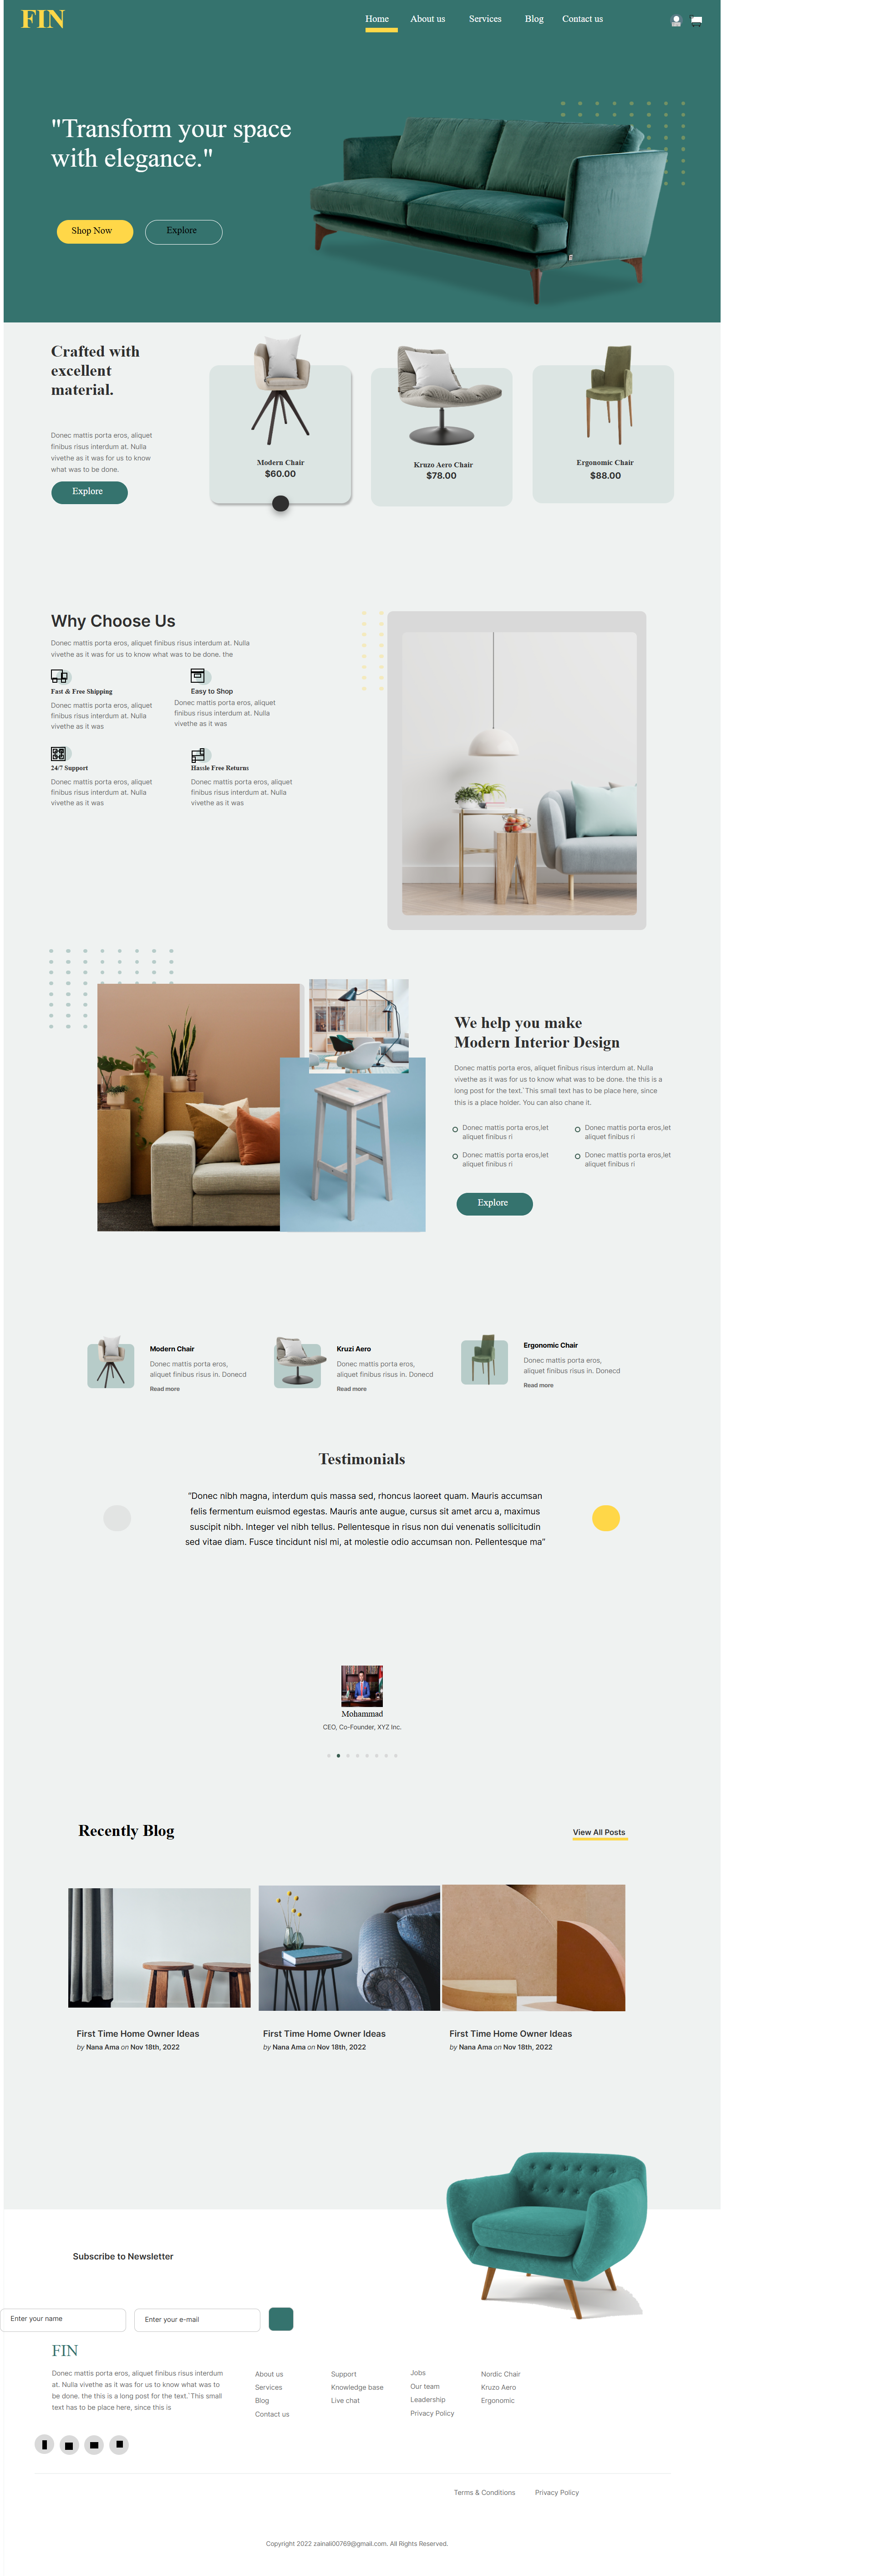 FIN
Home About us Services Blog Contact us
"Transform your space
with elegance."
Shop Now Explore
Crafted with
excellent
material.
Donec mattis porta eros, aliquet
finibus risus interdum at. Nulla
vivethe as it was for us to know
what was to be done.
Explore
Modern Chair
$60.00
Kruzo Aero Chair
$78.00
Ergonomic Chair
$88.00
Why Choose Us
Donec mattis porta eros, aliquet finibus risus interdum at. Nulla
vivethe as it was for us to know what was to be done. the
Fast & Free Shipping
Donec mattis porta eros, aliquet
finibus risus interdum at. Nulla
vivethe as it was
Easy to Shop
Donec mattis porta eros, aliquet
finibus risus interdum at. Nulla
vivethe as it was
24/7 Support
Donec mattis porta eros, aliquet
finibus risus interdum at. Nulla
vivethe as it was
Hassle Free Returns
Donec mattis porta eros, aliquet
finibus risus interdum at. Nulla
vivethe as it was
We help you make
Modern Interior Design
Donec mattis porta eros, aliquet finibus risus interdum at. Nulla
vivethe as it was for us to know what was to be done. the this is a
long post for the text.`This small text has to be place here, since
this is a place holder. You can also chane it.
Donec mattis porta eros,let
aliquet finibus ri
Donec mattis porta eros,let
aliquet finibus ri
Donec mattis porta eros,let
aliquet finibus ri
Donec mattis porta eros,let
aliquet finibus ri
Explore
Modern Chair
Donec mattis porta eros,
aliquet finibus risus in. Donecd
Read more
Kruzi Aero
Donec mattis porta eros,
aliquet finibus risus in. Donecd
Read more
Ergonomic Chair
Donec mattis porta eros,
aliquet finibus risus in. Donecd
Read more
Testimonials
“Donec nibh magna, interdum quis massa sed, rhoncus laoreet quam. Mauris accumsan
felis fermentum euismod egestas. Mauris ante augue, cursus sit amet arcu a, maximus
suscipit nibh. Integer vel nibh tellus. Pellentesque in risus non dui venenatis sollicitudin
sed vitae diam. Fusce tincidunt nisl mi, at molestie odio accumsan non. Pellentesque ma”
Mohammad
CEO, Co-Founder, XYZ Inc.
Recently Blog
View All Posts
First Time Home Owner Ideas
by Nana Ama on Nov 18th, 2022
First Time Home Owner Ideas
by Nana Ama on Nov 18th, 2022
First Time Home Owner Ideas
by Nana Ama on Nov 18th, 2022
Subscribe to Newsletter
Enter your name
Enter your e-mail
FIN
Donec mattis porta eros, aliquet finibus risus interdum
at. Nulla vivethe as it was for us to know what was to
be done. the this is a long post for the text.`This small
text has to be place here, since this is
About us
Services
Blog
Contact us
Support
Knowledge base
Live chat
Jobs
Our team
Leadership
Privacy Policy
Nordic Chair
Kruzo Aero
Ergonomic
Terms & Conditions Privacy Policy
Copyright 2022 zainali00769@gmail.com. All Rights Reserved.